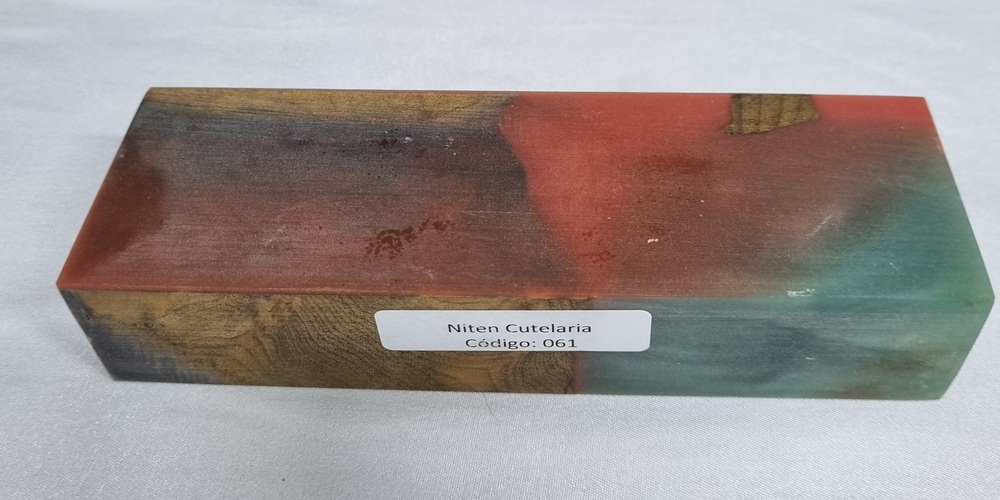 Niten Cutelaria
Código: 061